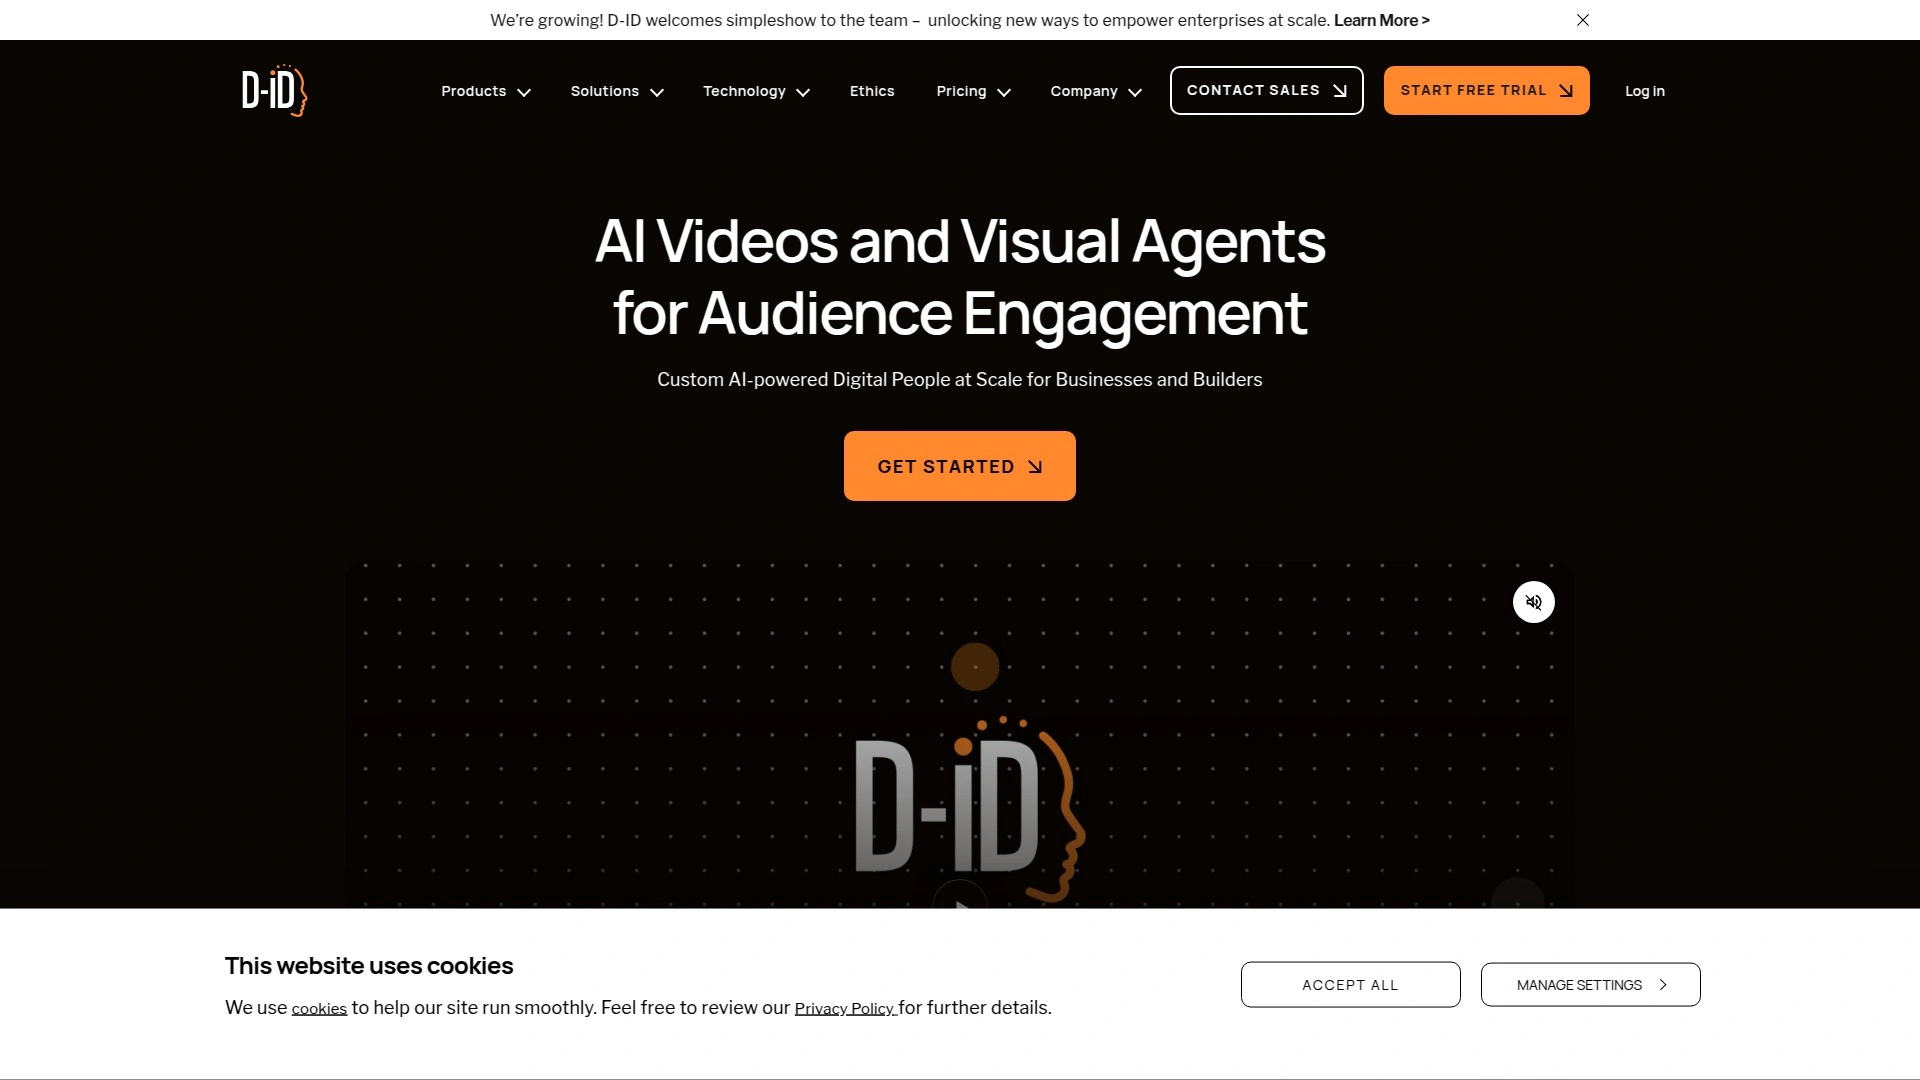 We're growing! D-ID welcomes simpleshow to the team – unlocking new ways to empower enterprises at scale. Learn More >
D-iD
Products
Solutions
Technology
Ethics
Pricing
Company
CONTACT SALES
START FREE TRIAL
Log in
AI Videos and Visual Agents
for Audience Engagement
Custom AI-powered Digital People at Scale for Businesses and Builders
GET STARTED
D-iD
This website uses cookies
We use cookies to help our site run smoothly. Feel free to review our Privacy Policy for further details.
ACCEPT ALL
MANAGE SETTINGS